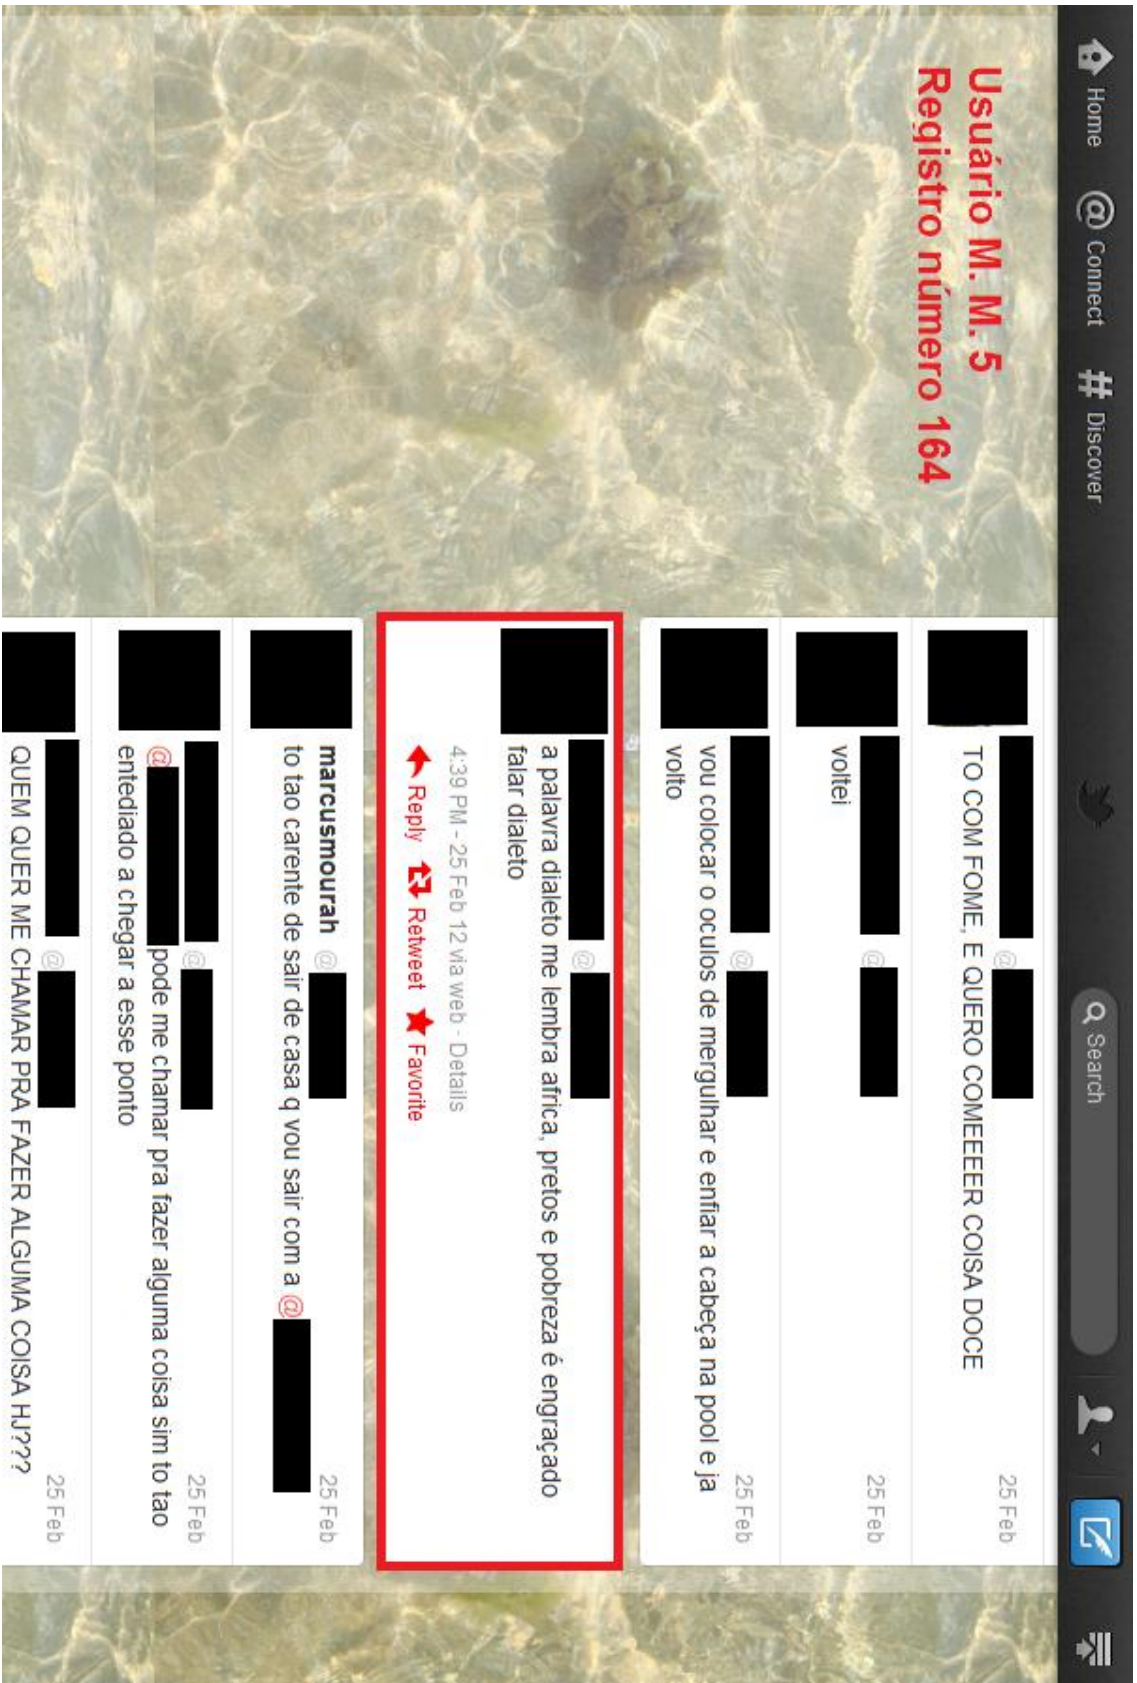 Home @ Connect # Discover Search
Usuário M. M. 5
Registro número 164
@ 25 Feb
TO COM FOME, E QUERO COMEEEER COISA DOCE
@ 25 Feb
voltei
@ 25 Feb
vou colocar o oculos de mergulhar e enfiar a cabeça na pool e ja
volto
@
a palavra dialeto me lembra africa, pretos e pobreza é engraçado
falar dialeto
4:39 PM - 25 Feb 12 via web · Details
Reply Retweet Favorite
marcusmourah @ 25 Feb
to tao carente de sair de casa q vou sair com a @
@ 25 Feb
@ pode me chamar pra fazer alguma coisa sim to tao
entediado a chegar a esse ponto
@ 25 Feb
QUEM QUER ME CHAMAR PRA FAZER ALGUMA COISA HJ???